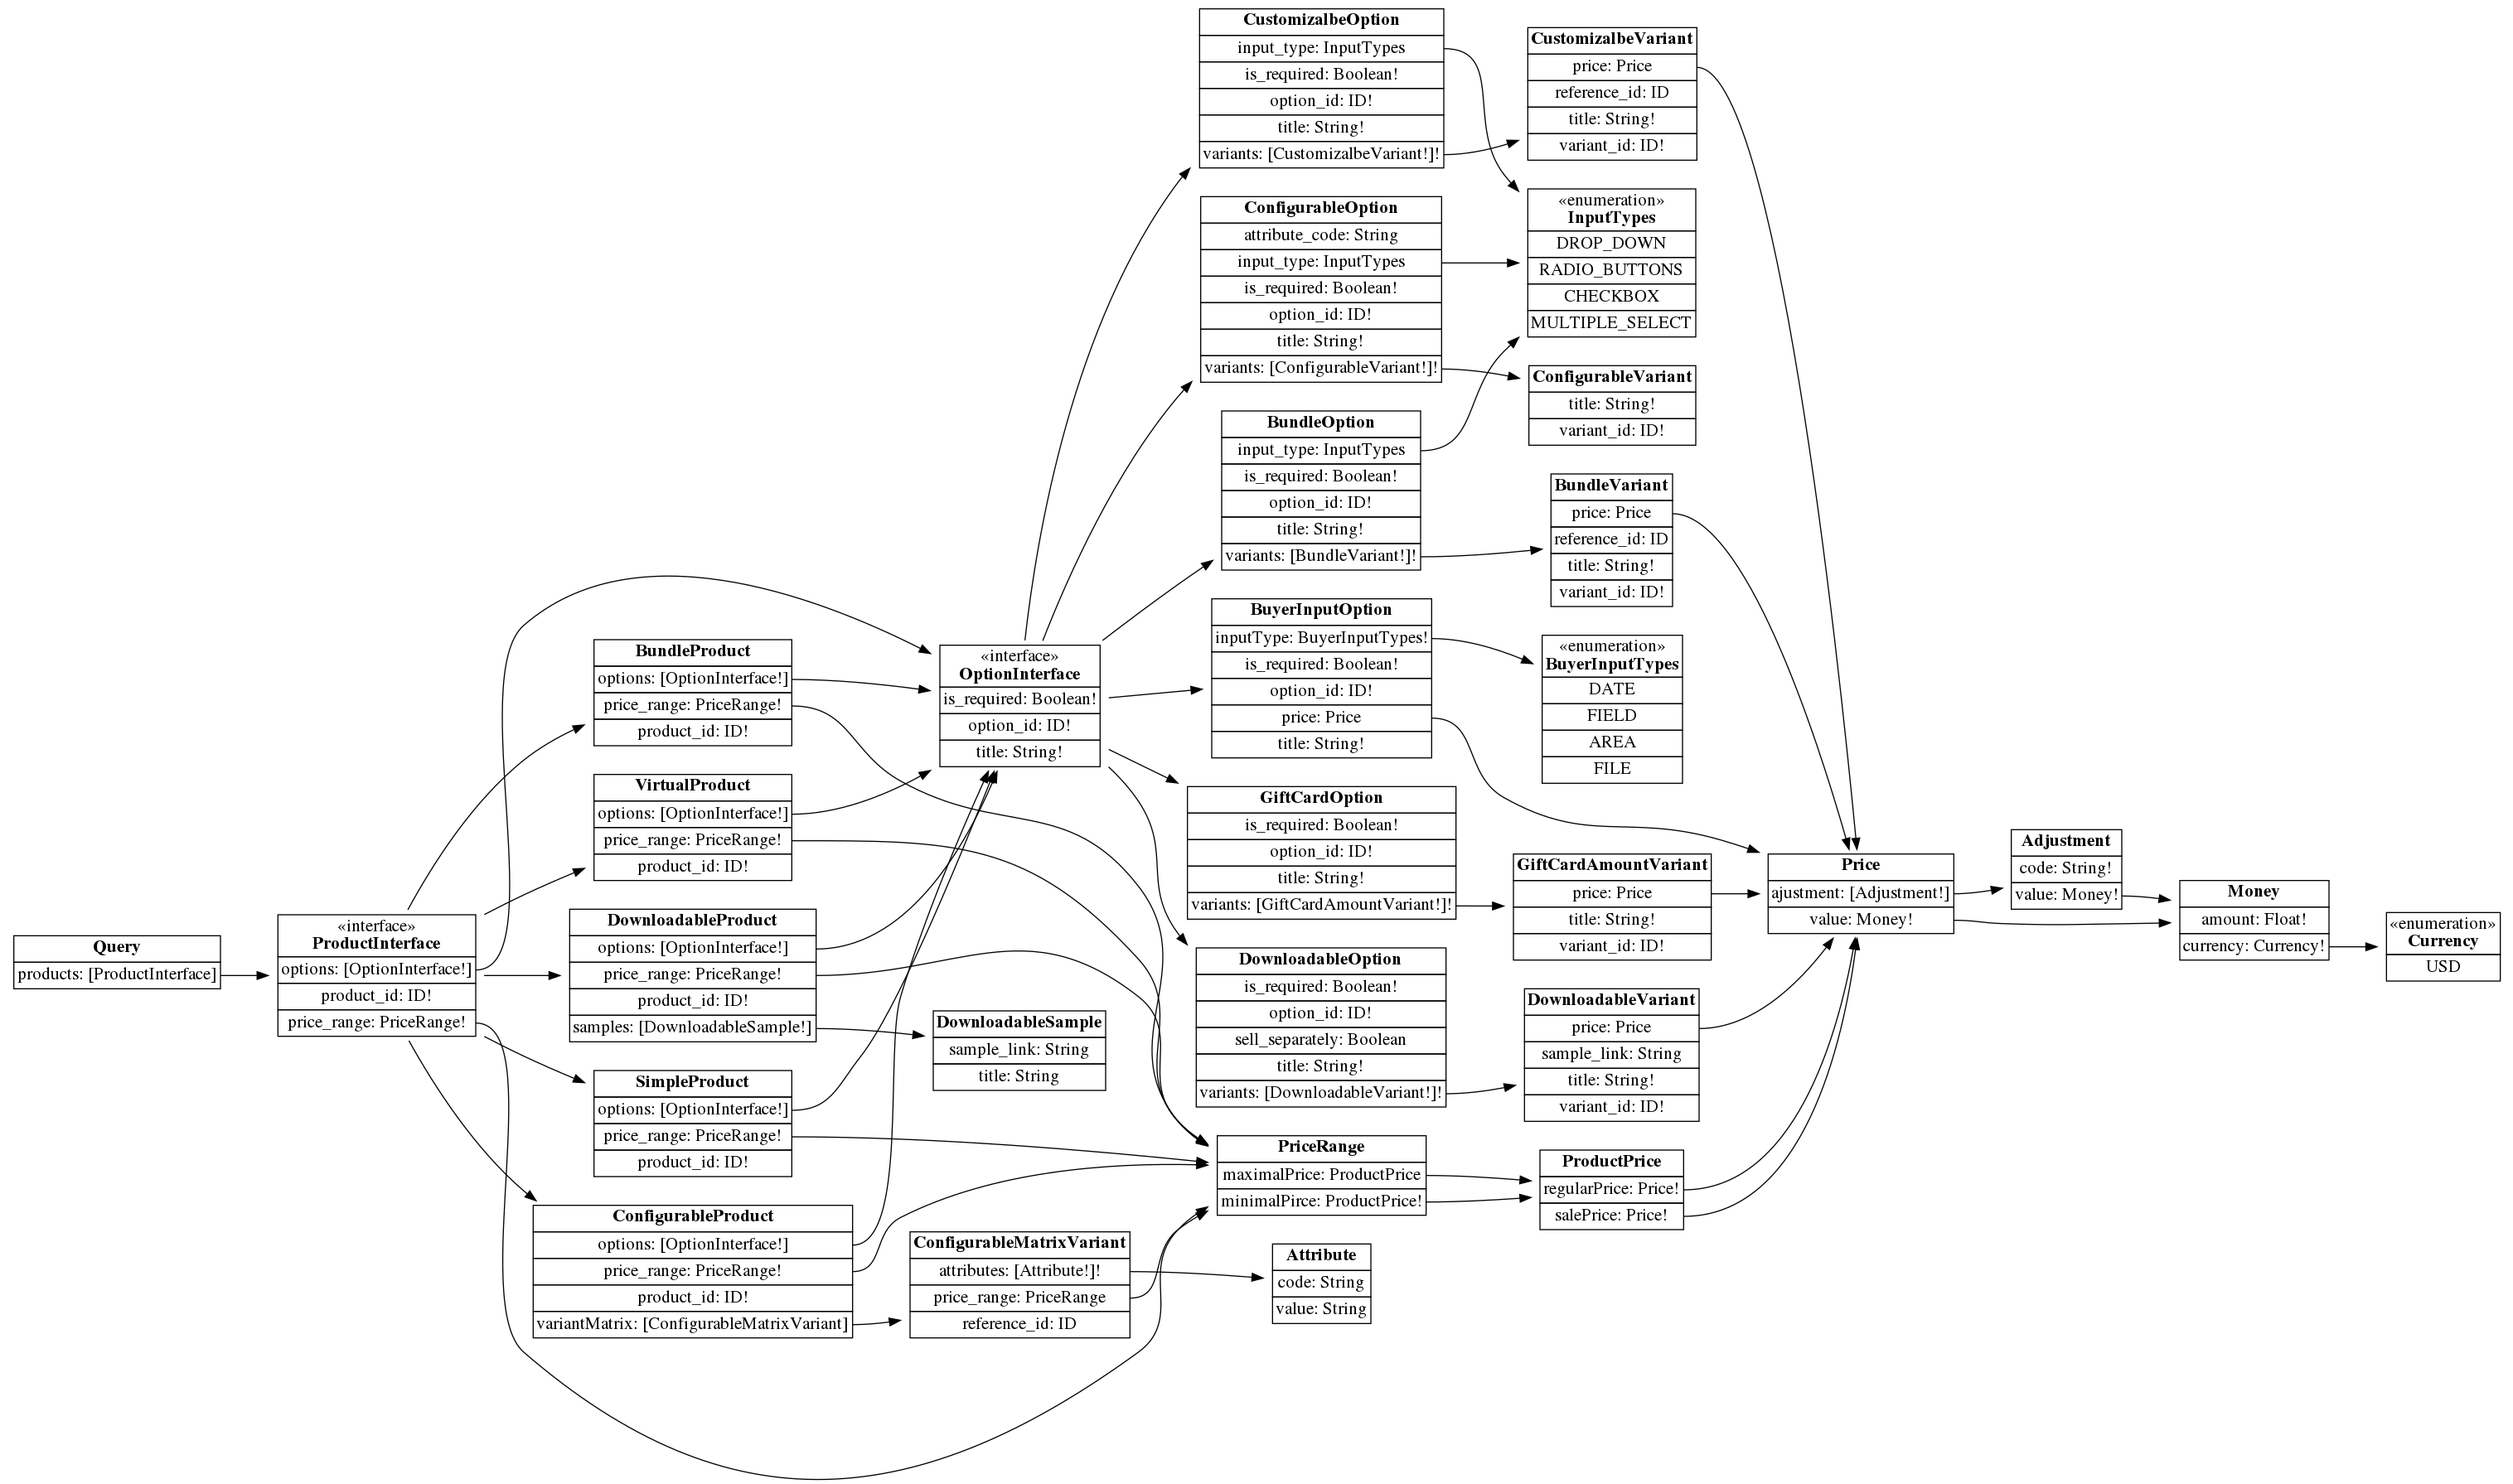 Query
products: [ProductInterface]
«interface»
ProductInterface
options: [OptionInterface!]
product_id: ID!
price_range: PriceRange!
BundleProduct
options: [OptionInterface!]
price_range: PriceRange!
product_id: ID!
VirtualProduct
options: [OptionInterface!]
price_range: PriceRange!
product_id: ID!
DownloadableProduct
options: [OptionInterface!]
price_range: PriceRange!
product_id: ID!
samples: [DownloadableSample!]
SimpleProduct
options: [OptionInterface!]
price_range: PriceRange!
product_id: ID!
ConfigurableProduct
options: [OptionInterface!]
price_range: PriceRange!
product_id: ID!
variantMatrix: [ConfigurableMatrixVariant]
«interface»
OptionInterface
is_required: Boolean!
option_id: ID!
title: String!
DownloadableSample
sample_link: String
title: String
ConfigurableMatrixVariant
attributes: [Attribute!]!
price_range: PriceRange
reference_id: ID
CustomizalbeOption
input_type: InputTypes
is_required: Boolean!
option_id: ID!
title: String!
variants: [CustomizalbeVariant!]!
ConfigurableOption
attribute_code: String
input_type: InputTypes
is_required: Boolean!
option_id: ID!
title: String!
variants: [ConfigurableVariant!]!
BundleOption
input_type: InputTypes
is_required: Boolean!
option_id: ID!
title: String!
variants: [BundleVariant!]!
BuyerInputOption
inputType: BuyerInputTypes!
is_required: Boolean!
option_id: ID!
price: Price
title: String!
GiftCardOption
is_required: Boolean!
option_id: ID!
title: String!
variants: [GiftCardAmountVariant!]!
DownloadableOption
is_required: Boolean!
option_id: ID!
sell_separately: Boolean
title: String!
variants: [DownloadableVariant!]!
PriceRange
maximalPrice: ProductPrice
minimalPirce: ProductPrice!
Attribute
code: String
value: String
CustomizalbeVariant
price: Price
reference_id: ID
title: String!
variant_id: ID!
«enumeration»
InputTypes
DROP_DOWN
RADIO_BUTTONS
CHECKBOX
MULTIPLE_SELECT
ConfigurableVariant
title: String!
variant_id: ID!
BundleVariant
price: Price
reference_id: ID
title: String!
variant_id: ID!
«enumeration»
BuyerInputTypes
DATE
FIELD
AREA
FILE
GiftCardAmountVariant
price: Price
title: String!
variant_id: ID!
DownloadableVariant
price: Price
sample_link: String
title: String!
variant_id: ID!
ProductPrice
regularPrice: Price!
salePrice: Price!
Price
ajustment: [Adjustment!]
value: Money!
Adjustment
code: String!
value: Money!
Money
amount: Float!
currency: Currency!
«enumeration»
Currency
USD